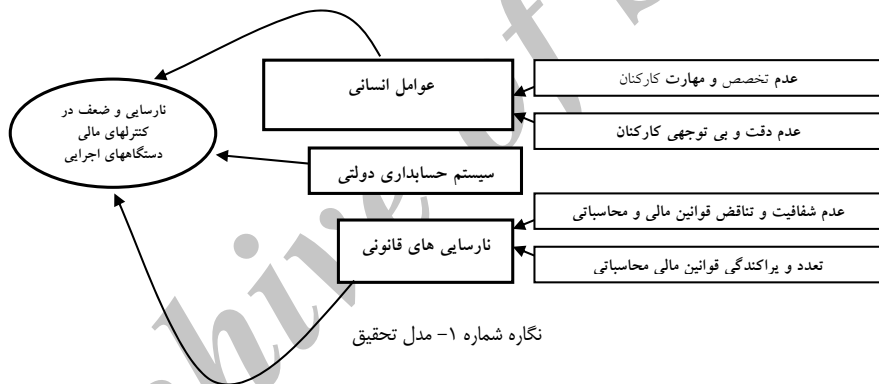 عدم تخصص و مهارت کارکنان
عوامل انسانی
عدم دقت و بی توجهی کارکنان
نارسایی و ضعف در
کنترلهای مالی
دستگاههای اجرایی
سیستم حسابداری دولتی
عدم شفافیت و تناقض قوانین مالی و محاسباتی
نارسایی های قانونی
تعدد و پراکندگی قوانین مالی محاسباتی
نگاره شماره ۱- مدل تحقیق
chive of